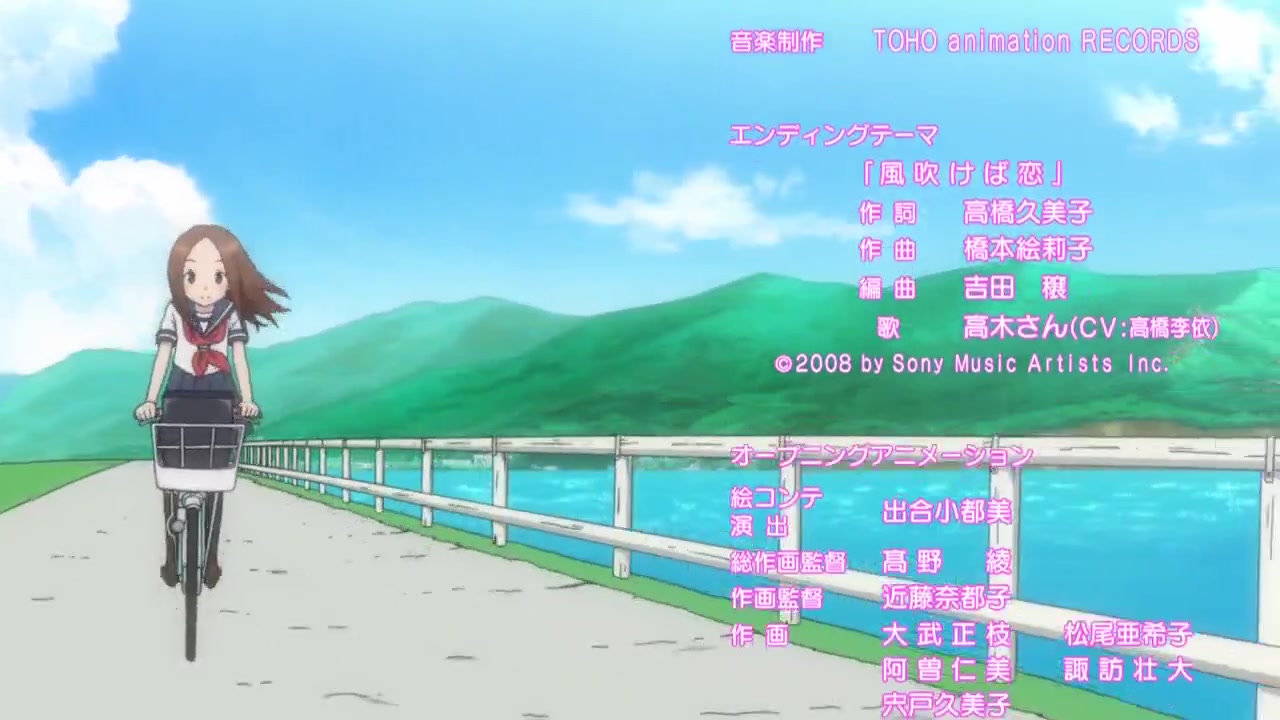 音楽制作 TOHO animation RECORDS
エンディングテーマ
「風吹けば恋」
作詞 高橋久美子
作曲 橋本絵莉子
編曲 吉田 穣
歌 高木さん(CV:高橋李依)
©2008 by Sony Music Artists Inc.
オープニングアニメーション
絵コンテ
演出 出合小都美
総作画監督 髙野 綾
作画監督 近藤奈都子
作画 大武正枝 松尾亜希子
阿曽仁美 諏訪壮大
宍戸久美子